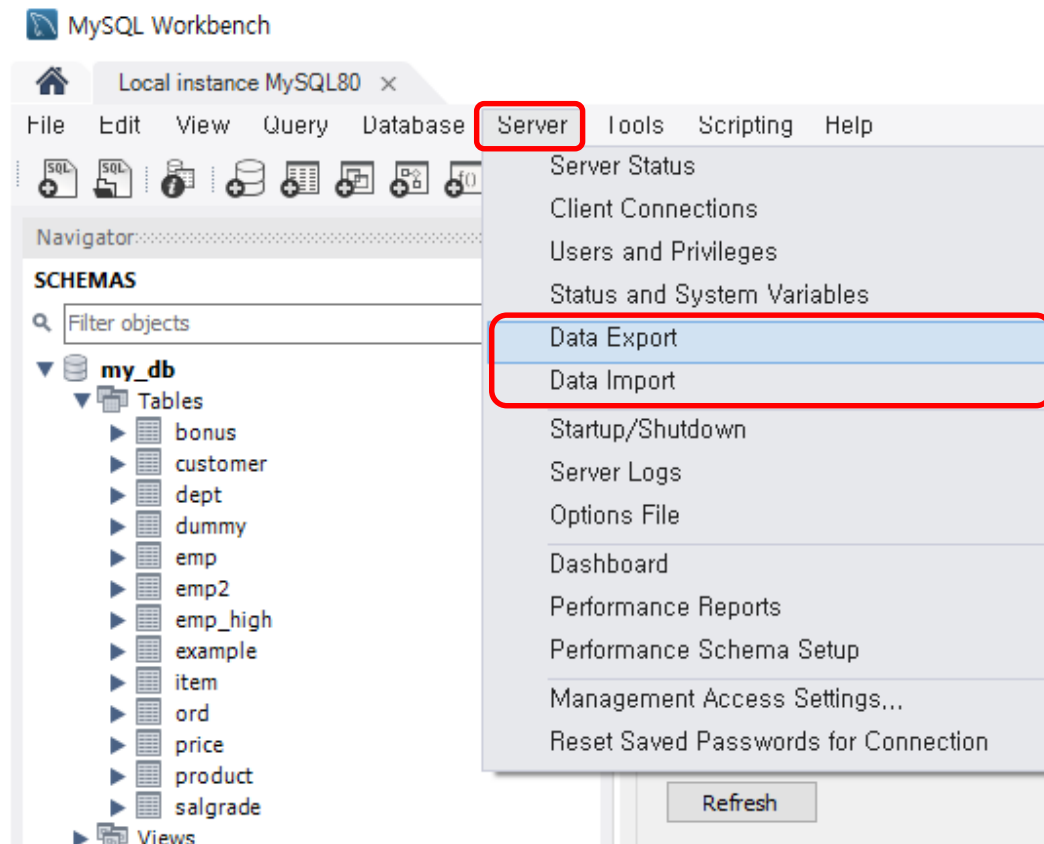 MySQL Workbench
Local instance MySQL80 ×
File Edit View Query Database Server Tools Scripting Help
SQL SQL f()
Navigator
SCHEMAS
Filter objects
my_db
Tables
bonus
customer
dept
dummy
emp
emp2
emp_high
example
item
ord
price
product
salgrade
Views
Server Status
Client Connections
Users and Privileges
Status and System Variables
Data Export
Data Import
Startup/Shutdown
Server Logs
Options File
Dashboard
Performance Reports
Performance Schema Setup
Management Access Settings...
Reset Saved Passwords for Connection
Refresh